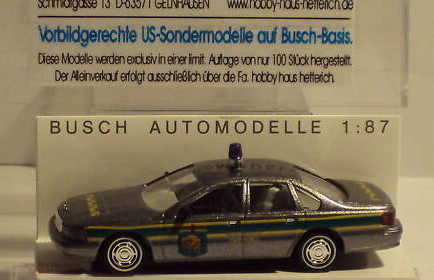 Schmidtgasse 13 D-63571 GELNHAUSEN
www.hobby-haus-hetterich.de
Vorbildgerechte US-Sondermodelle auf Busch-Basis.
Diese Modelle werden exclusiv in einer limit. Auflage von nur 100 Stück hergestellt.
Der Alleinverkauf erfolgt ausschließlich über die Fa. hobby haus hetterich.
BUSCH AUTOMODELLE 1:87